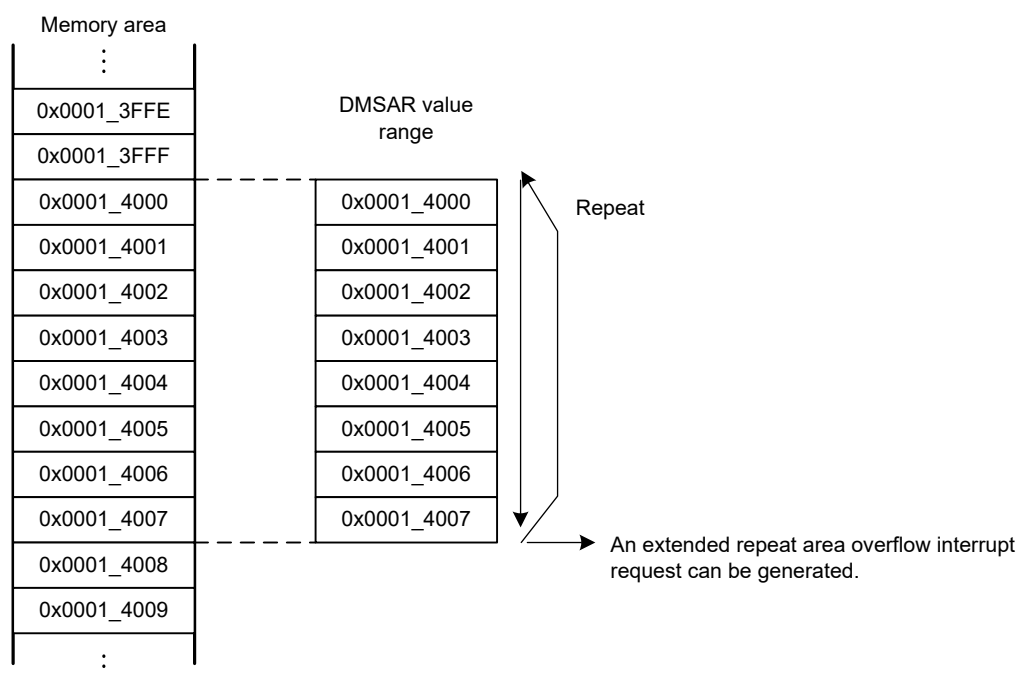 Memory area
⋮
0x0001_3FFE
0x0001_3FFF
0x0001_4000
0x0001_4001
0x0001_4002
0x0001_4003
0x0001_4004
0x0001_4005
0x0001_4006
0x0001_4007
0x0001_4008
0x0001_4009
⋮
DMSAR value
range
0x0001_4000
0x0001_4001
0x0001_4002
0x0001_4003
0x0001_4004
0x0001_4005
0x0001_4006
0x0001_4007
Repeat
An extended repeat area overflow interrupt
request can be generated.